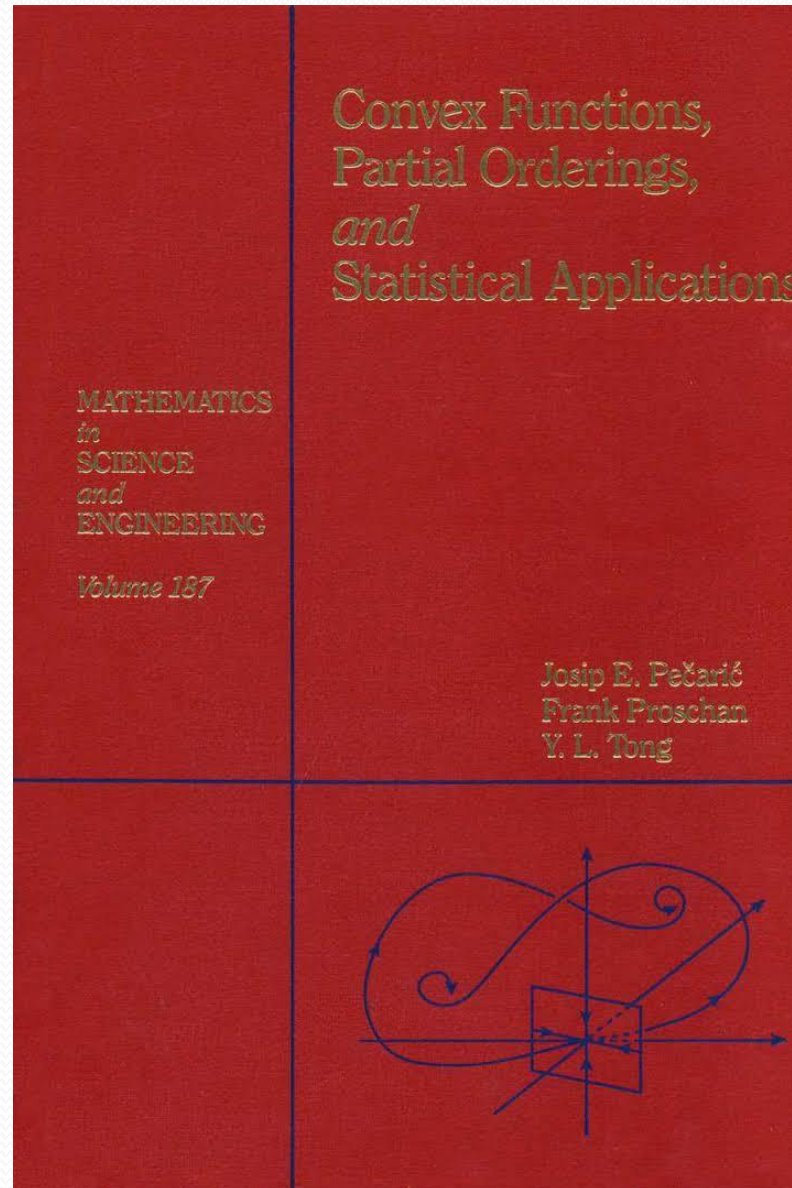 Convex Functions,
Partial Orderings,
and
Statistical Applications
MATHEMATICS
in
SCIENCE
and
ENGINEERING
Volume 187
Josip E. Pečarić
Frank Proschan
Y. L. Tong